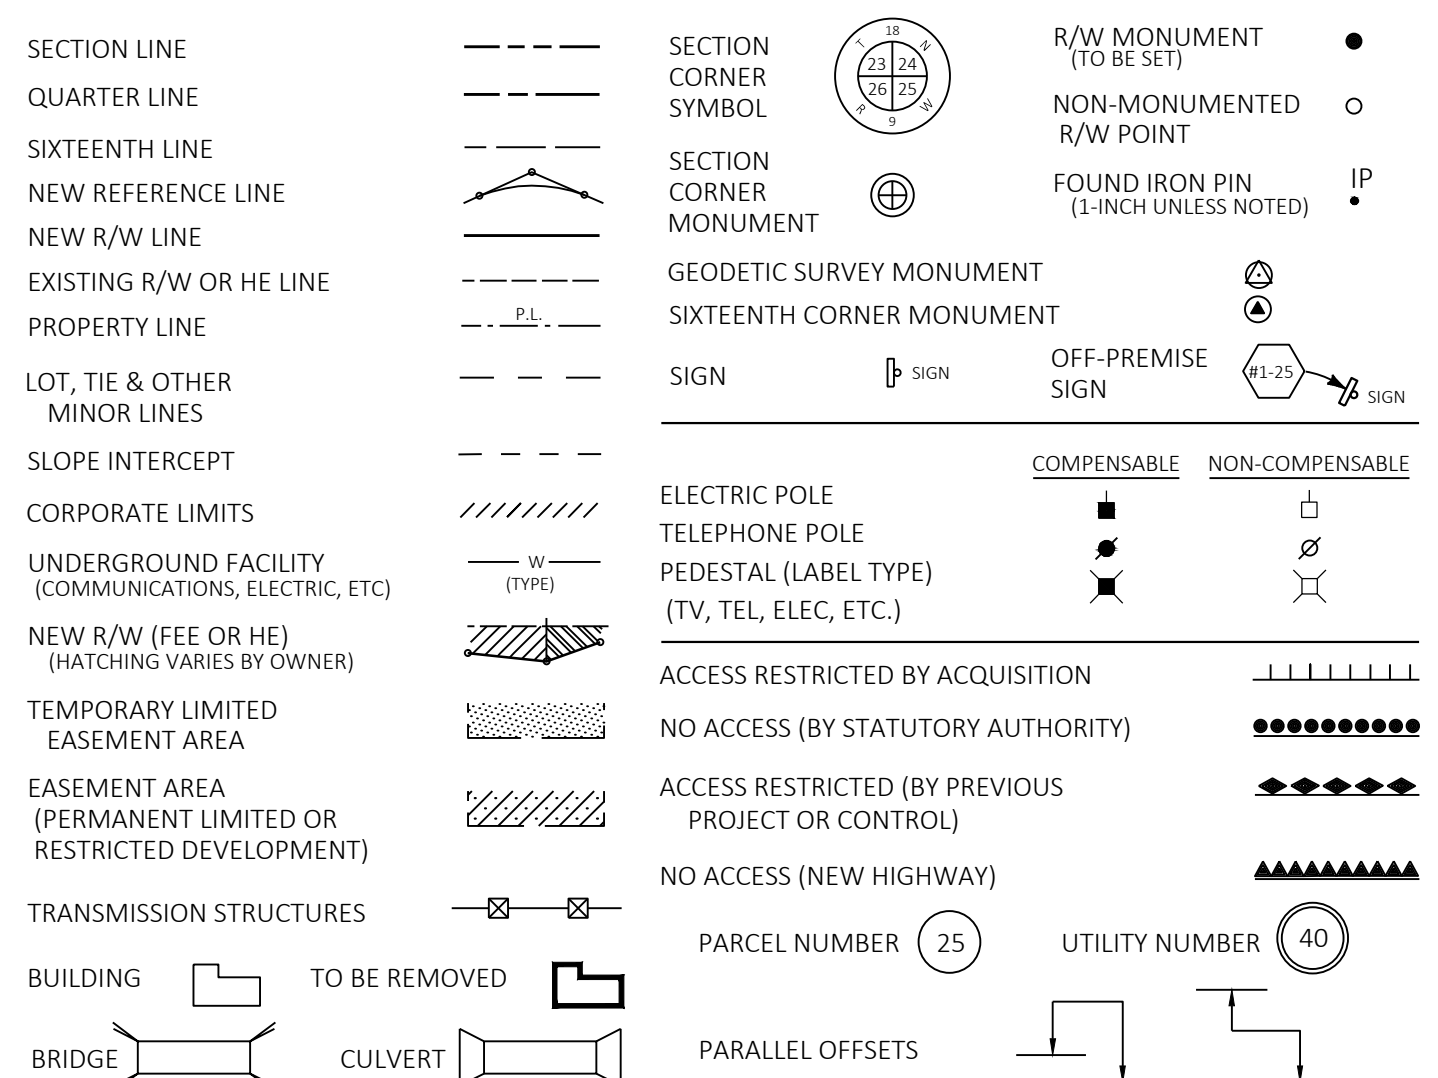 SECTION LINE
QUARTER LINE
SIXTEENTH LINE
NEW REFERENCE LINE
NEW R/W LINE
EXISTING R/W OR HE LINE
PROPERTY LINE
P.L.
LOT, TIE & OTHER
MINOR LINES
SLOPE INTERCEPT
CORPORATE LIMITS
UNDERGROUND FACILITY
(COMMUNICATIONS, ELECTRIC, ETC)
W
(TYPE)
NEW R/W (FEE OR HE)
(HATCHING VARIES BY OWNER)
TEMPORARY LIMITED
EASEMENT AREA
EASEMENT AREA
(PERMANENT LIMITED OR
RESTRICTED DEVELOPMENT)
TRANSMISSION STRUCTURES
BUILDING
TO BE REMOVED
BRIDGE
CULVERT
SECTION
CORNER
SYMBOL
18
T N
23 24
26 25
R W
9
SECTION
CORNER
MONUMENT
R/W MONUMENT
(TO BE SET)
NON-MONUMENTED
R/W POINT
FOUND IRON PIN
(1-INCH UNLESS NOTED)
IP
GEODETIC SURVEY MONUMENT
SIXTEENTH CORNER MONUMENT
SIGN
SIGN
OFF-PREMISE
SIGN
#1-25
SIGN
COMPENSABLE NON-COMPENSABLE
ELECTRIC POLE
TELEPHONE POLE
PEDESTAL (LABEL TYPE)
(TV, TEL, ELEC, ETC.)
ACCESS RESTRICTED BY ACQUISITION
NO ACCESS (BY STATUTORY AUTHORITY)
ACCESS RESTRICTED (BY PREVIOUS
PROJECT OR CONTROL)
NO ACCESS (NEW HIGHWAY)
PARCEL NUMBER 25
UTILITY NUMBER 40
PARALLEL OFFSETS